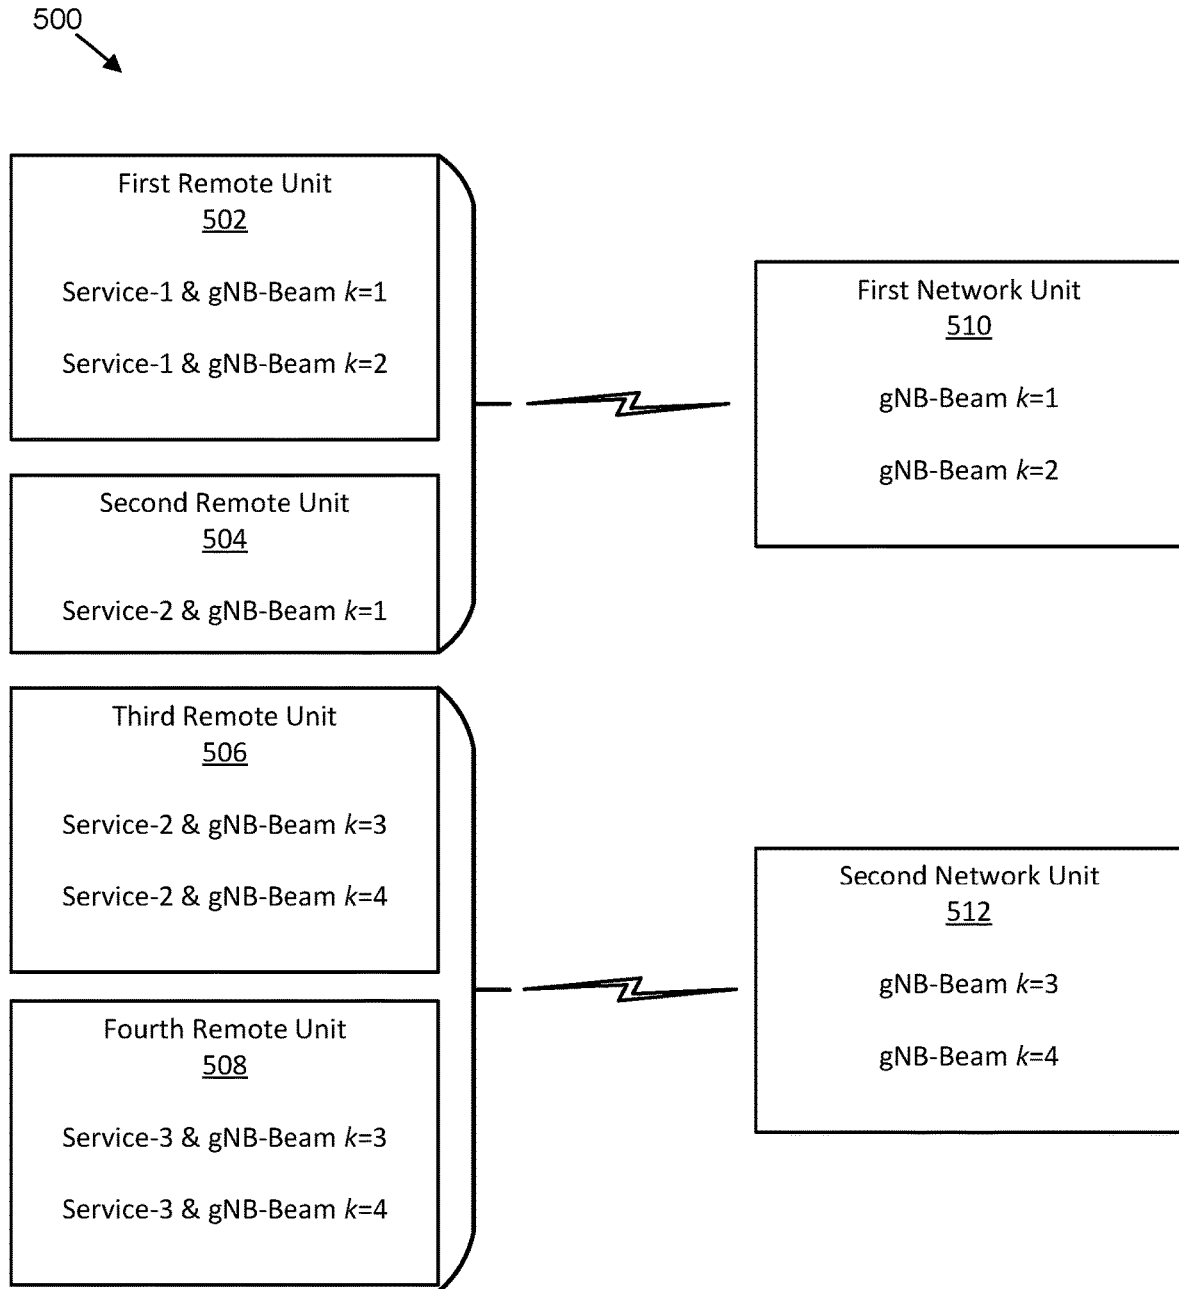 500
First Remote Unit
502
Service-1 & gNB-Beam k=1
Service-1 & gNB-Beam k=2
Second Remote Unit
504
Service-2 & gNB-Beam k=1
First Network Unit
510
gNB-Beam k=1
gNB-Beam k=2
Third Remote Unit
506
Service-2 & gNB-Beam k=3
Service-2 & gNB-Beam k=4
Fourth Remote Unit
508
Service-3 & gNB-Beam k=3
Service-3 & gNB-Beam k=4
Second Network Unit
512
gNB-Beam k=3
gNB-Beam k=4